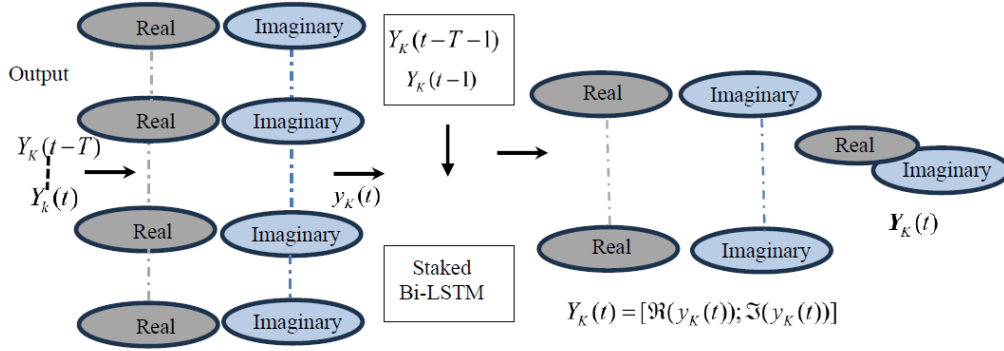 Output
Y_K(t−T)
Y_k(t)
Real
Imaginary
Real
Imaginary
Real
Imaginary
Real
Imaginary
y_K(t)
Y_K(t−T−1)
Y_K(t−1)
Staked
Bi-LSTM
Real
Imaginary
Real
Imaginary
Y_K(t)=[ℜ(y_K(t));ℑ(y_K(t))]
Real
Imaginary
Y_K(t)